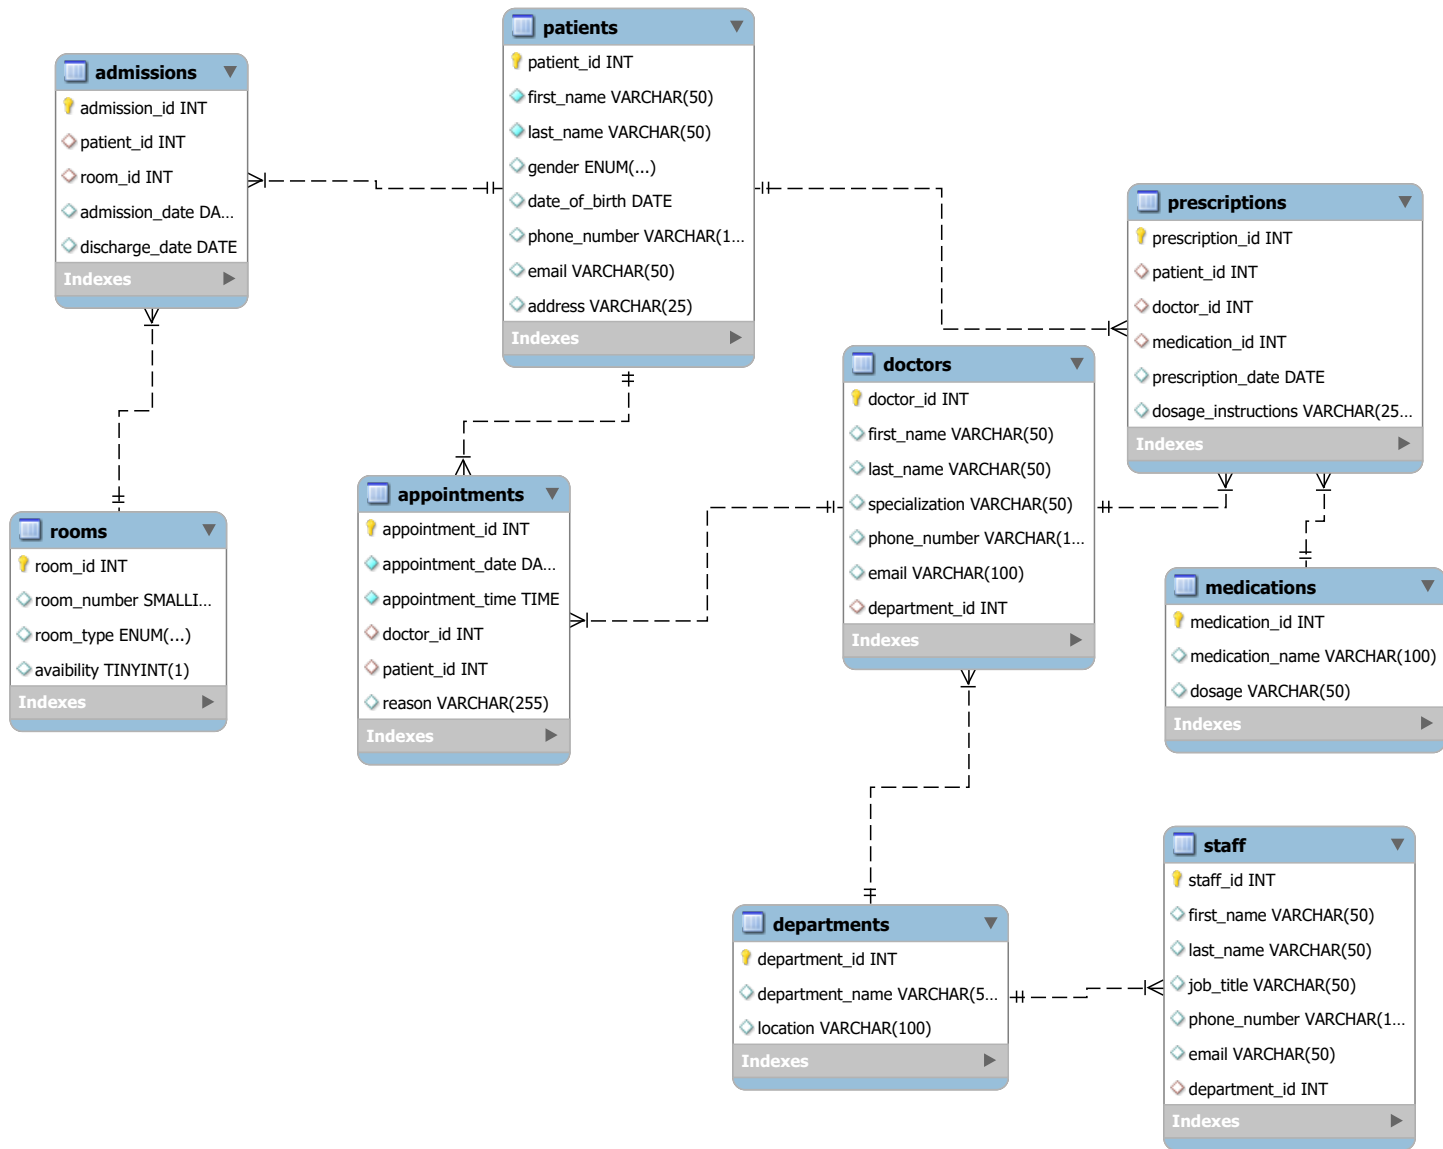 patients
patient_id INT
first_name VARCHAR(50)
last_name VARCHAR(50)
gender ENUM(...)
date_of_birth DATE
phone_number VARCHAR(1...
email VARCHAR(50)
address VARCHAR(25)
Indexes
admissions
admission_id INT
patient_id INT
room_id INT
admission_date DA...
discharge_date DATE
Indexes
prescriptions
prescription_id INT
patient_id INT
doctor_id INT
medication_id INT
prescription_date DATE
dosage_instructions VARCHAR(25...
Indexes
doctors
doctor_id INT
first_name VARCHAR(50)
last_name VARCHAR(50)
specialization VARCHAR(50)
phone_number VARCHAR(1...
email VARCHAR(100)
department_id INT
Indexes
appointments
appointment_id INT
appointment_date DA...
appointment_time TIME
doctor_id INT
patient_id INT
reason VARCHAR(255)
Indexes
rooms
room_id INT
room_number SMALLI...
room_type ENUM(...)
avaibility TINYINT(1)
Indexes
medications
medication_id INT
medication_name VARCHAR(100)
dosage VARCHAR(50)
Indexes
staff
staff_id INT
first_name VARCHAR(50)
last_name VARCHAR(50)
job_title VARCHAR(50)
phone_number VARCHAR(1...
email VARCHAR(50)
department_id INT
Indexes
departments
department_id INT
department_name VARCHAR(5...
location VARCHAR(100)
Indexes